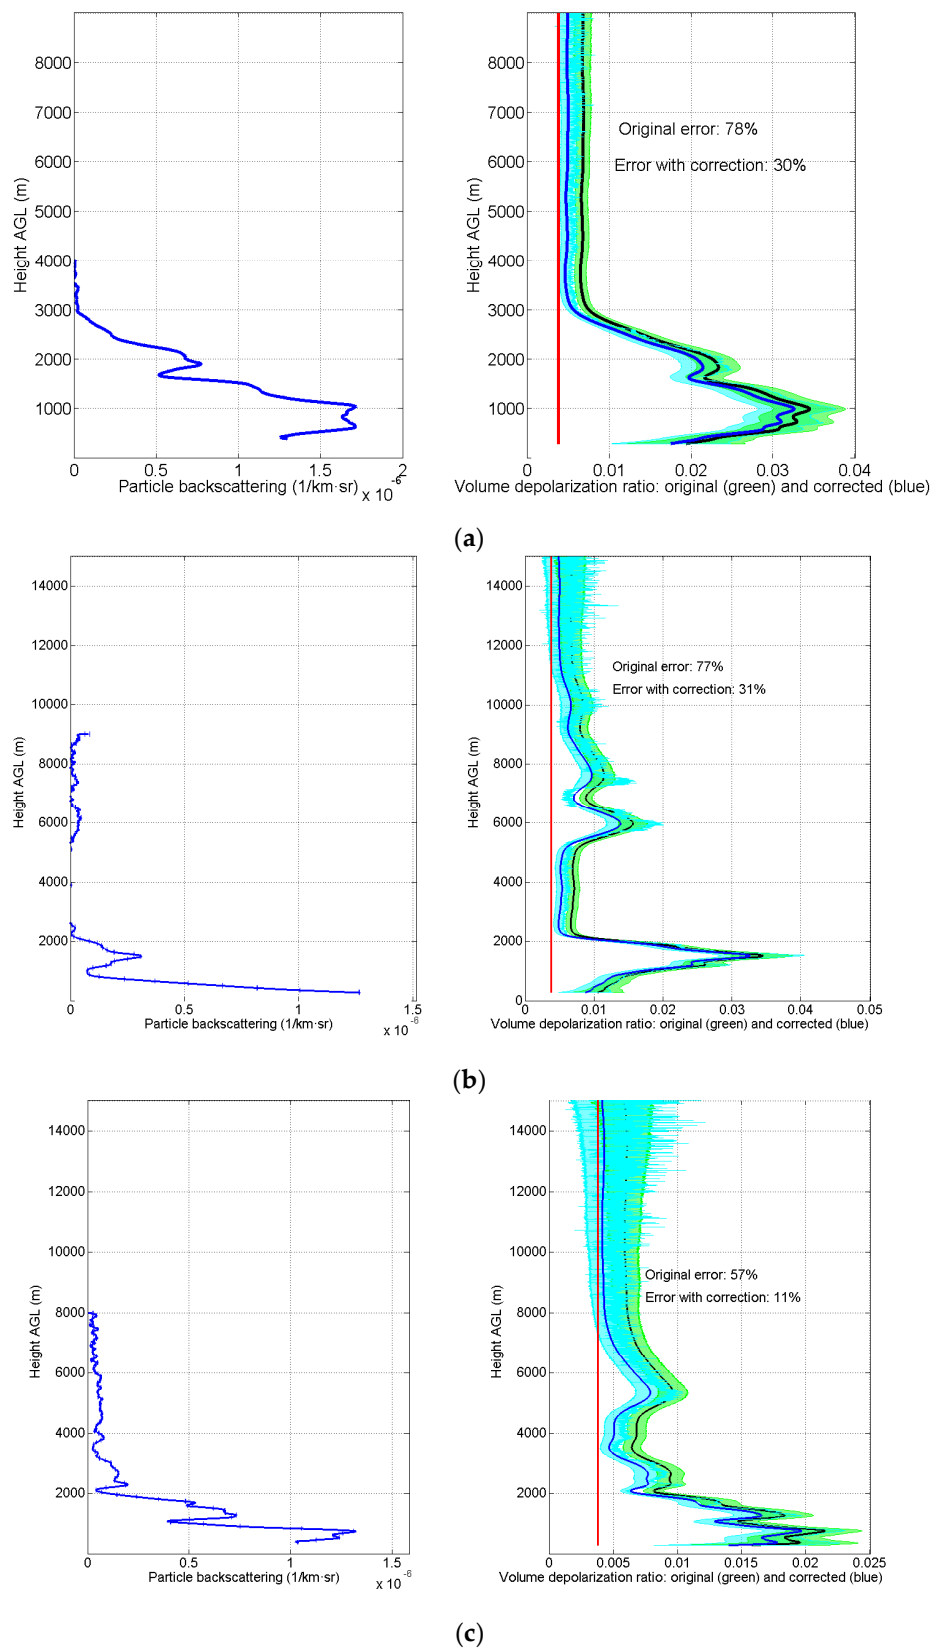 8000
7000
6000
5000
4000
3000
2000
1000
Height AGL (m)
0 0.5 1 1.5 2
Particle backscattering (1/km·sr)
x 10-6
8000
7000
6000
5000
4000
3000
2000
1000
Height AGL (m)
Original error: 78%
Error with correction: 30%
0 0.01 0.02 0.03 0.04
Volume depolarization ratio: original (green) and corrected (blue)
(a)
14000
12000
10000
8000
6000
4000
2000
0
Height AGL (m)
0 0.5 1 1.5
Particle backscattering (1/km·sr)
x 10-6
14000
12000
10000
8000
6000
4000
2000
0
Height AGL (m)
Original error: 77%
Error with correction: 31%
0 0.01 0.02 0.03 0.04 0.05
Volume depolarization ratio: original (green) and corrected (blue)
(b)
14000
12000
10000
8000
6000
4000
2000
0
Height AGL (m)
0 0.5 1 1.5
Particle backscattering (1/km·sr)
x 10-6
14000
12000
10000
8000
6000
4000
2000
0
Height AGL (m)
Original error: 57%
Error with correction: 11%
0 0.005 0.01 0.015 0.02 0.025
Volume depolarization ratio: original (green) and corrected (blue)
(c)